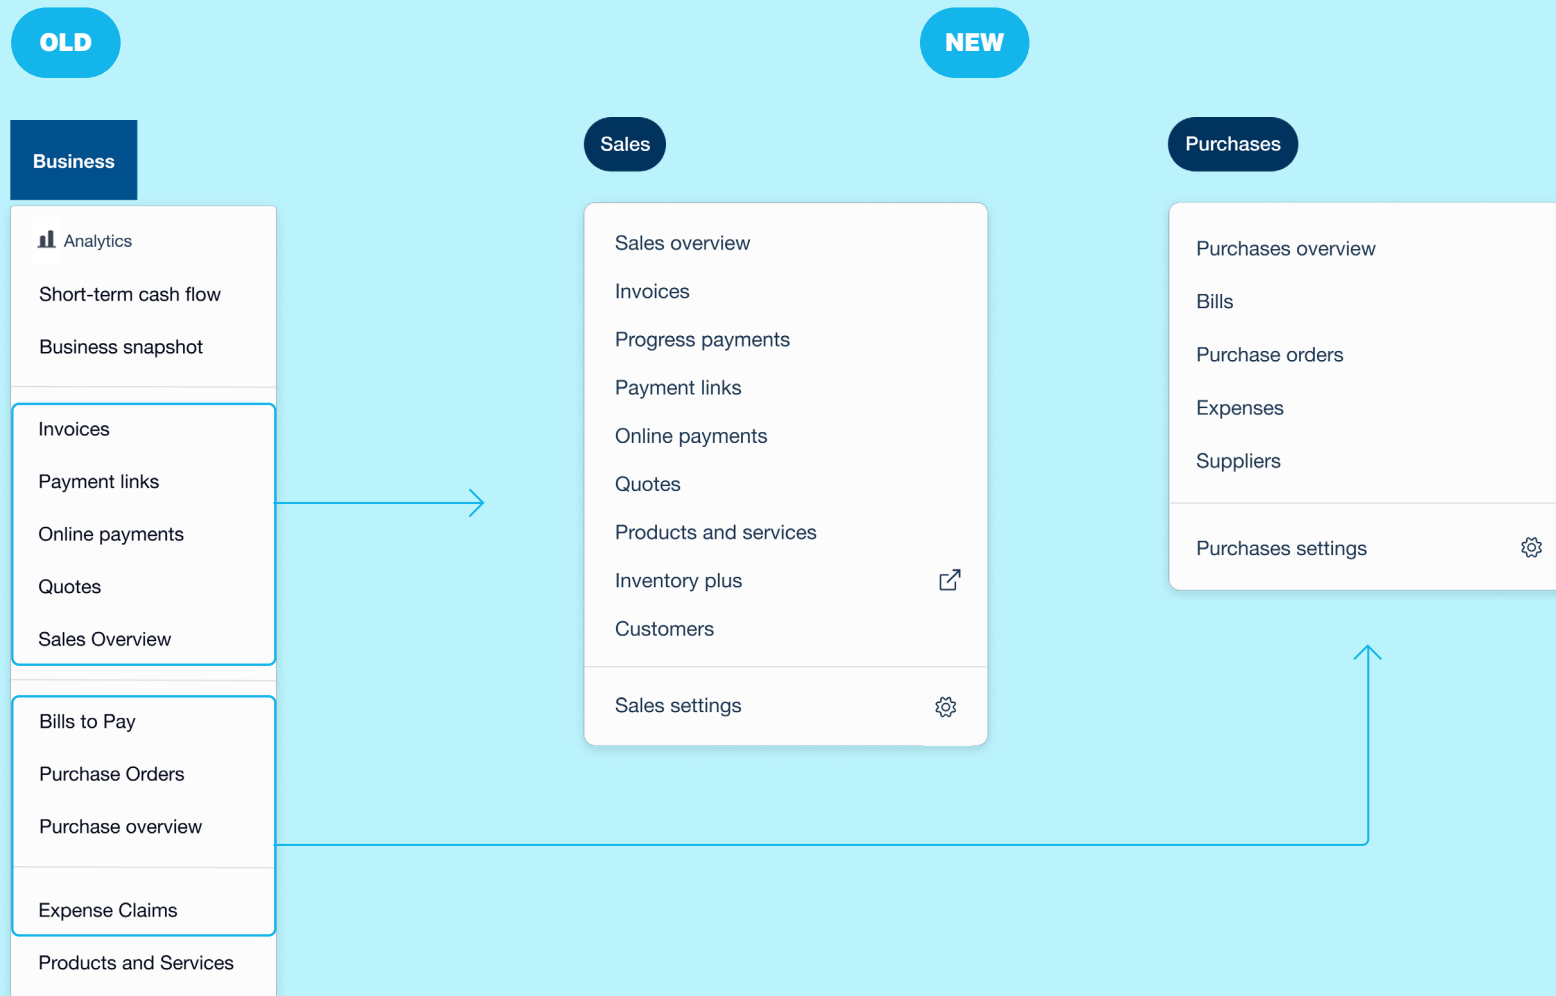 OLD
NEW
Business
Analytics
Short-term cash flow
Business snapshot
Invoices
Payment links
Online payments
Quotes
Sales Overview
Bills to Pay
Purchase Orders
Purchase overview
Expense Claims
Products and Services
Sales
Sales overview
Invoices
Progress payments
Payment links
Online payments
Quotes
Products and services
Inventory plus
Customers
Sales settings
Purchases
Purchases overview
Bills
Purchase orders
Expenses
Suppliers
Purchases settings